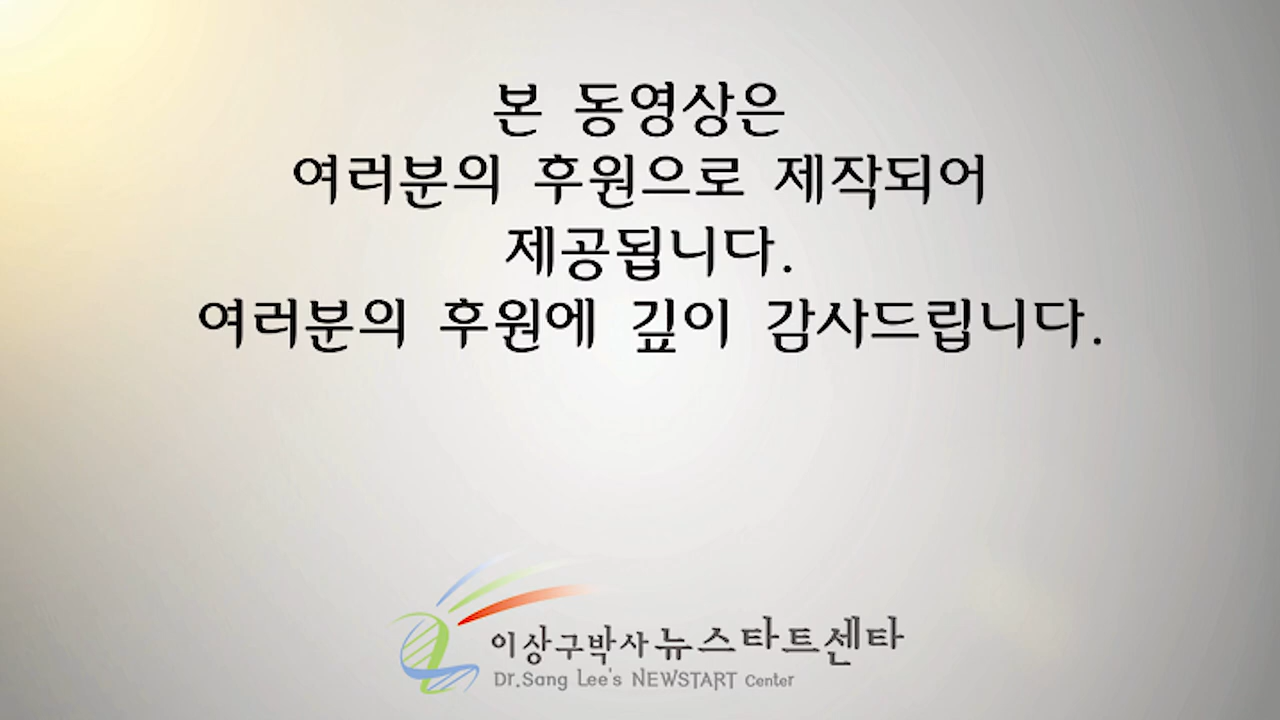 본 동영상은
여러분의 후원으로 제작되어
제공됩니다.
여러분의 후원에 깊이 감사드립니다.
이상구박사뉴스타트센타
Dr.Sang Lee's NEWSTART Center